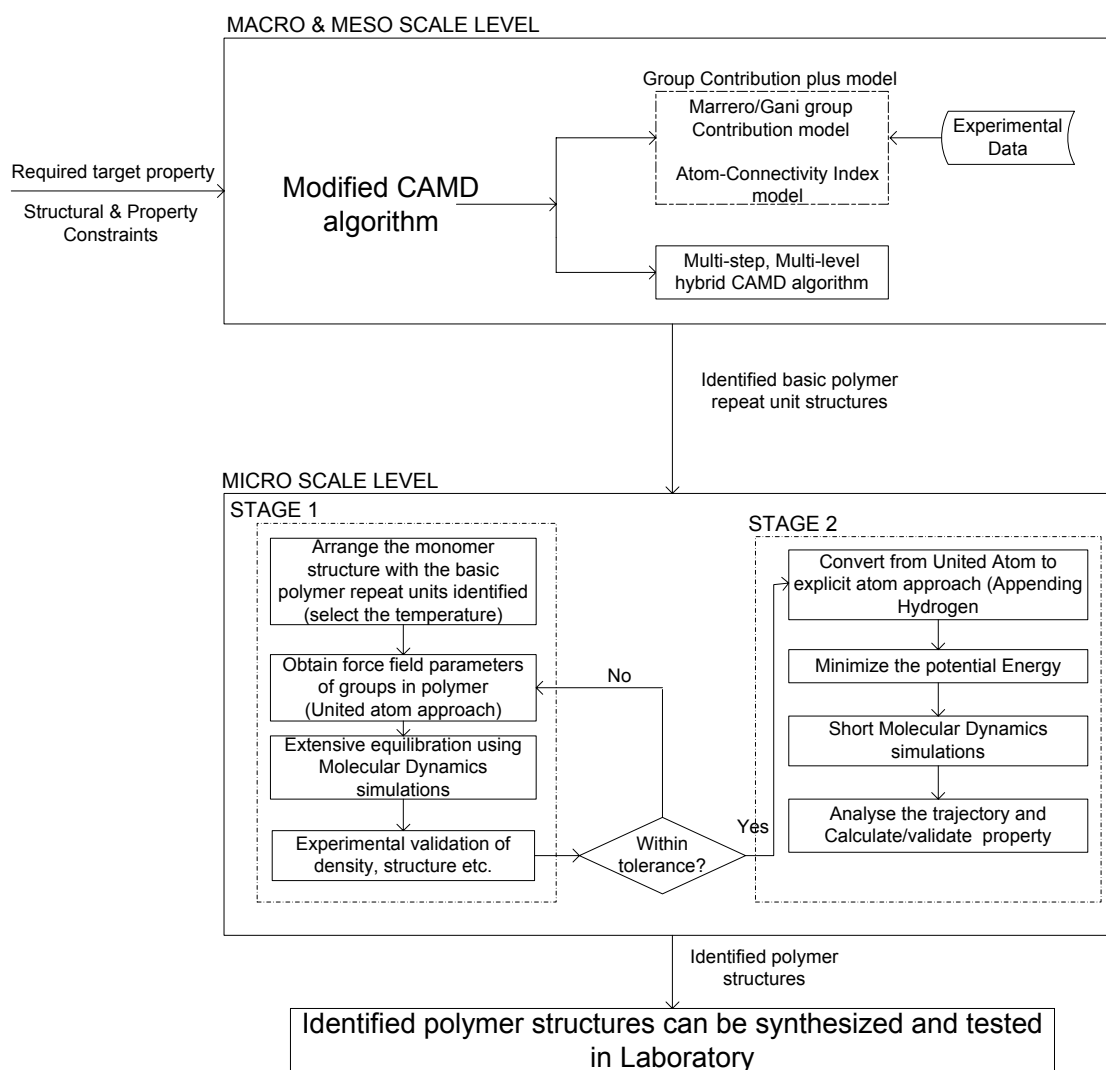 MACRO & MESO SCALE LEVEL
Group Contribution plus model
Marrero/Gani group
Contribution model
Atom-Connectivity Index
model
Experimental
Data
Required target property
Structural & Property
Constraints
Modified CAMD
algorithm
Multi-step, Multi-level
hybrid CAMD algorithm
Identified basic polymer
repeat unit structures
MICRO SCALE LEVEL
STAGE 1
Arrange the monomer
structure with the basic
polymer repeat units identified
(select the temperature)
Obtain force field parameters
of groups in polymer
(United atom approach)
Extensive equilibration using
Molecular Dynamics
simulations
Experimental validation of
density, structure etc.
No
Within
tolerance?
Yes
STAGE 2
Convert from United Atom to
explicit atom approach (Appending
Hydrogen
Minimize the potential Energy
Short Molecular Dynamics
simulations
Analyse the trajectory and
Calculate/validate property
Identified polymer
structures
Identified polymer structures can be synthesized and tested
in Laboratory